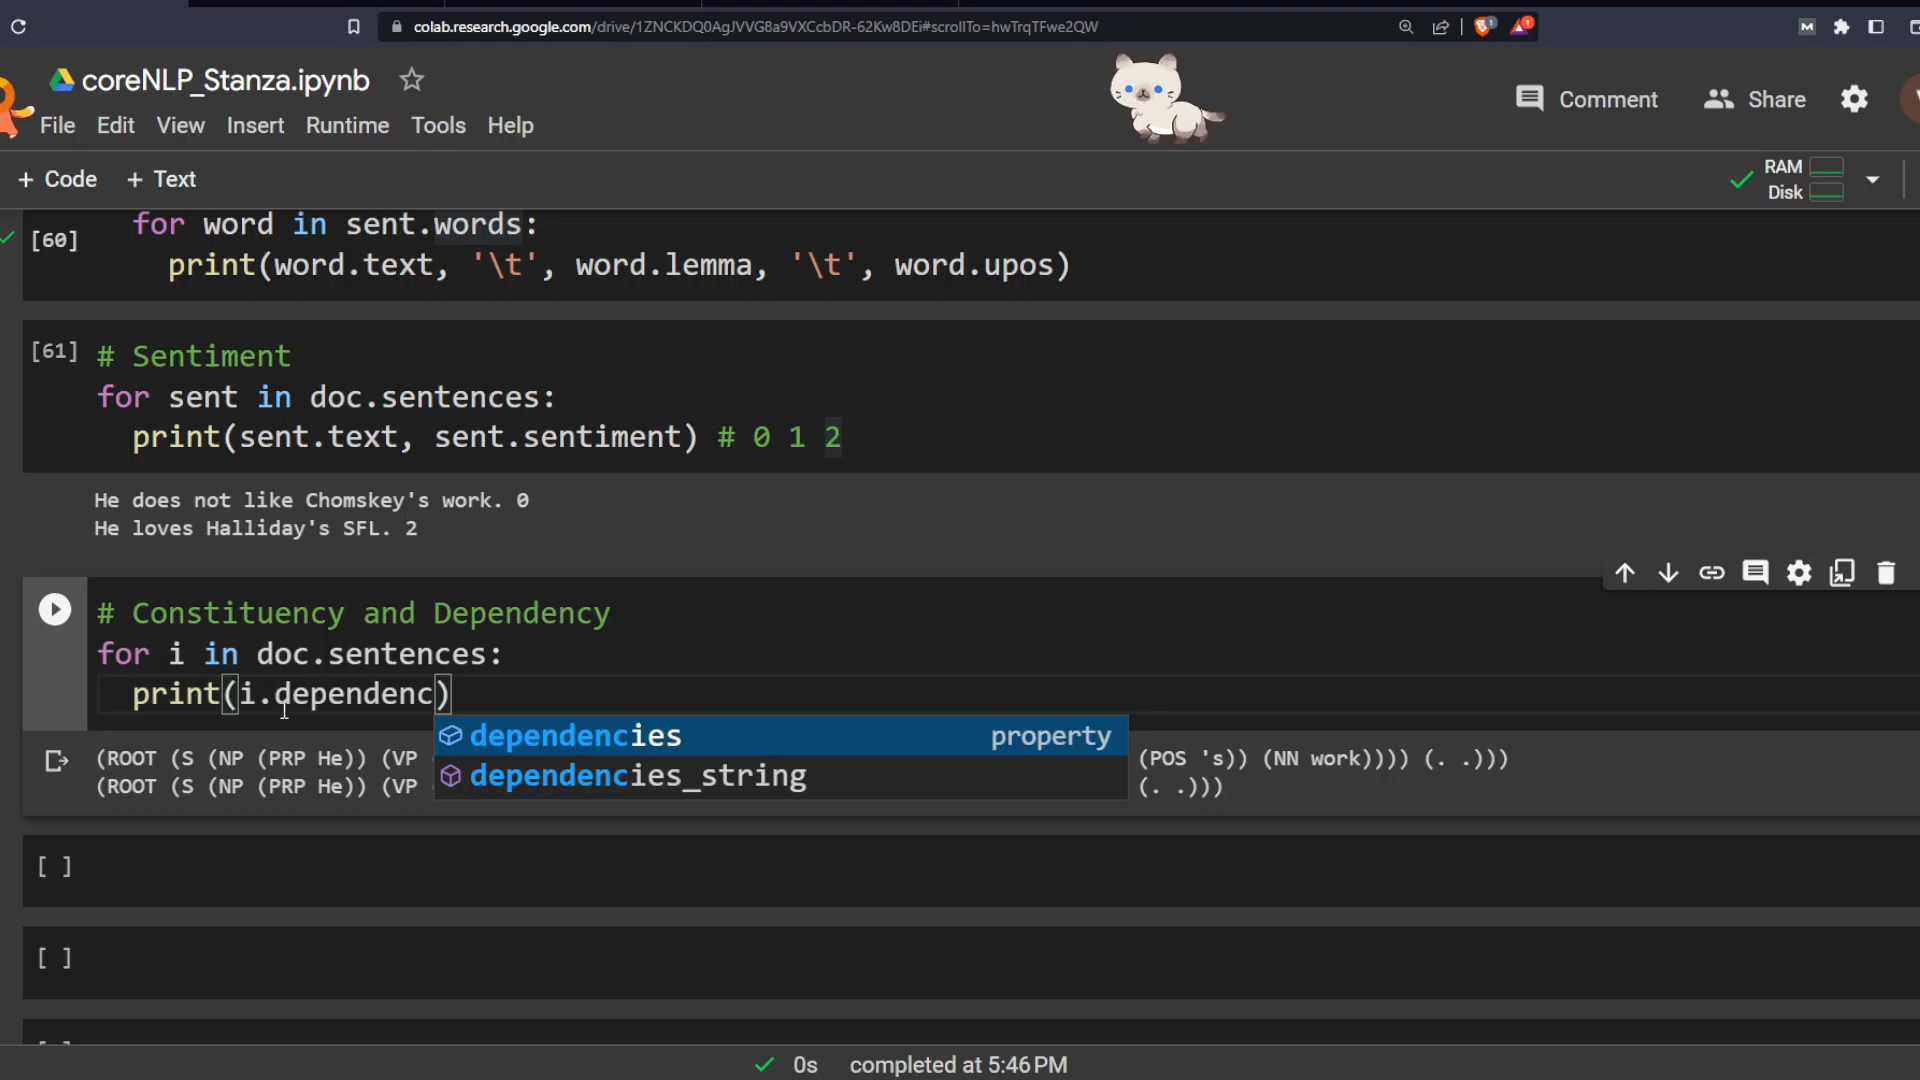 colab.research.google.com/drive/1ZNCKDQ0AgJVVG8a9VXCcbDR-62Kw8DEi#scrollTo=hwTrqTFwe2QW
coreNLP_Stanza.ipynb
Comment
Share
File Edit View Insert Runtime Tools Help
+ Code + Text
RAM
Disk
[60]
for word in sent.words:
print(word.text, '\t', word.lemma, '\t', word.upos)
[61]
# Sentiment
for sent in doc.sentences:
print(sent.text, sent.sentiment) # 0 1 2
He does not like Chomskey's work. 0
He loves Halliday's SFL. 2
# Constituency and Dependency
for i in doc.sentences:
print(i.dependenc)
dependencies property
dependencies_string
(ROOT (S (NP (PRP He)) (VP (POS 's)) (NN work)))) (. .)))
(ROOT (S (NP (PRP He)) (VP (. .)))
[ ]
[ ]
0s completed at 5:46 PM